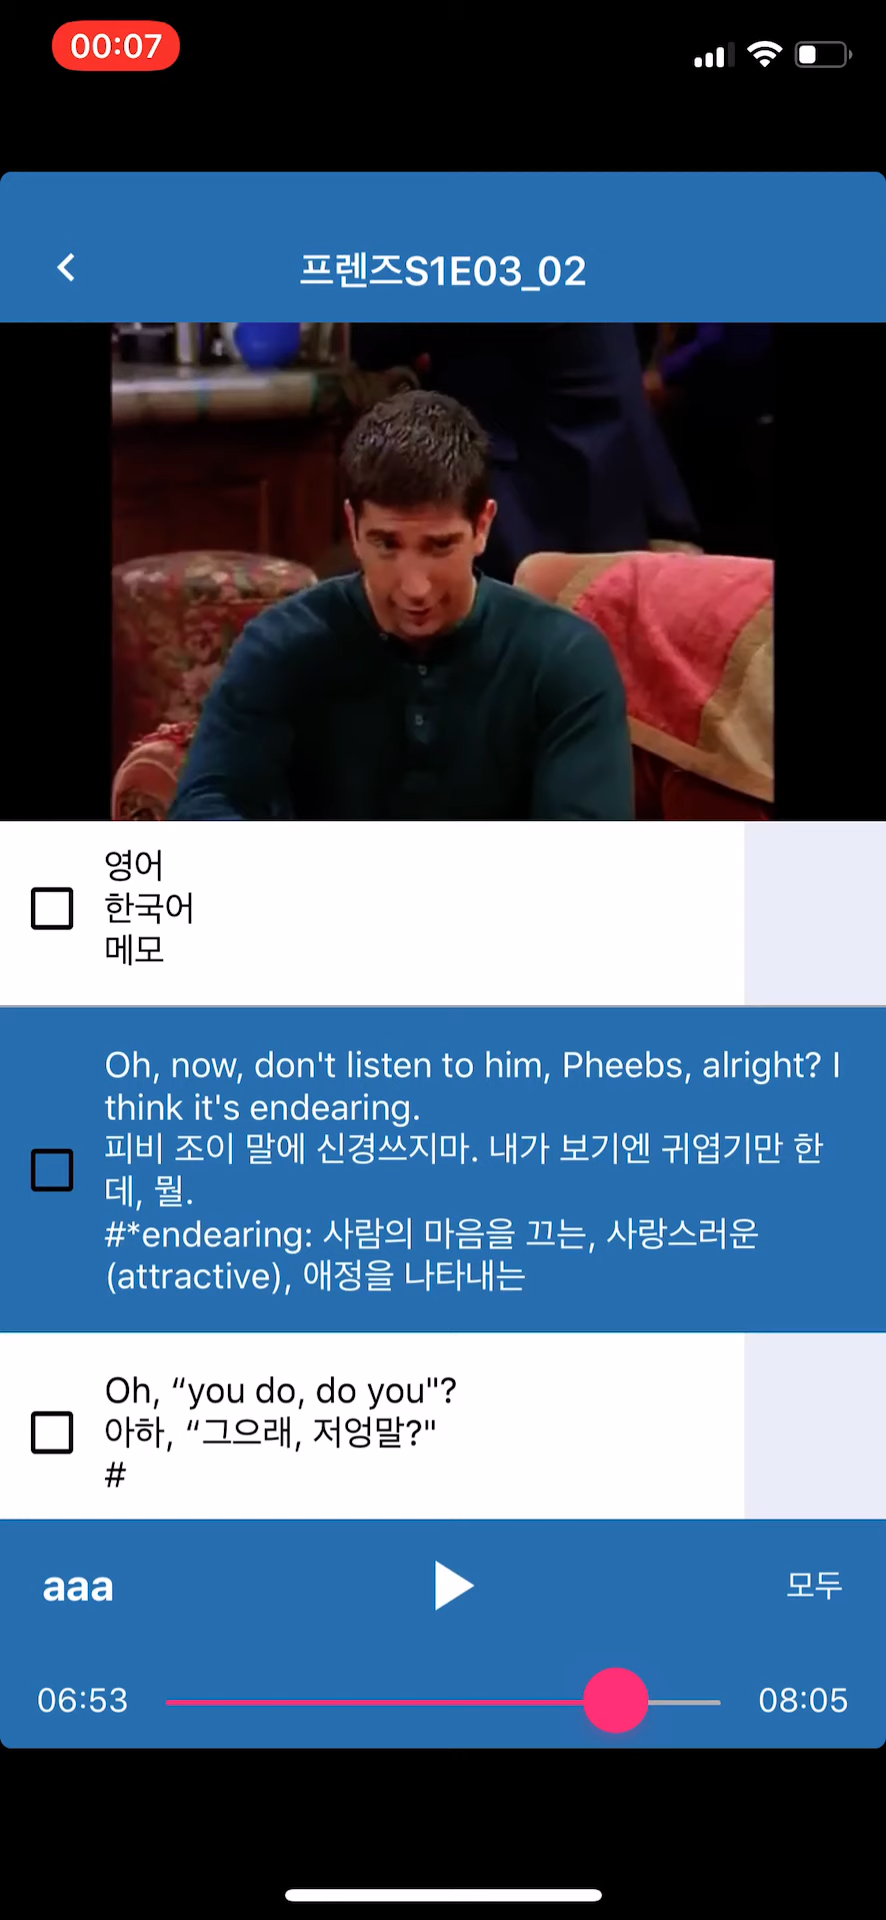 00:07
프렌즈S1E03_02
영어
한국어
메모
Oh, now, don't listen to him, Pheebs, alright? I
think it's endearing.
피비 조이 말에 신경쓰지마. 내가 보기엔 귀엽기만 한
데, 뭘.
#*endearing: 사람의 마음을 끄는, 사랑스러운
(attractive), 애정을 나타내는
Oh, “you do, do you"?
아하, “그으래, 저엉말?"
#
aaa
모두
06:53
08:05